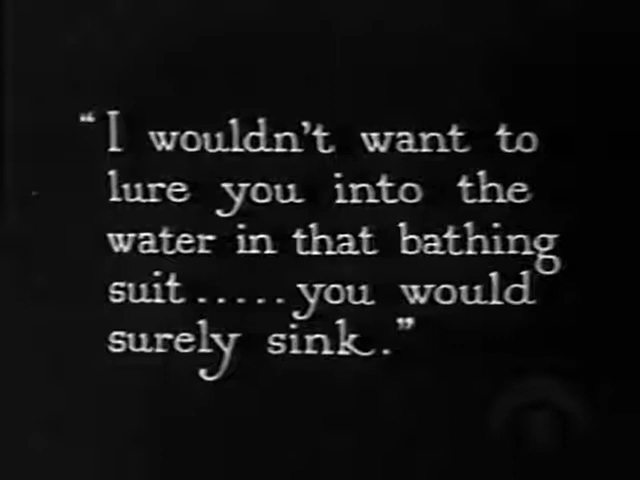 “I wouldn't want to
lure you into the
water in that bathing
suit.....you would
surely sink.”